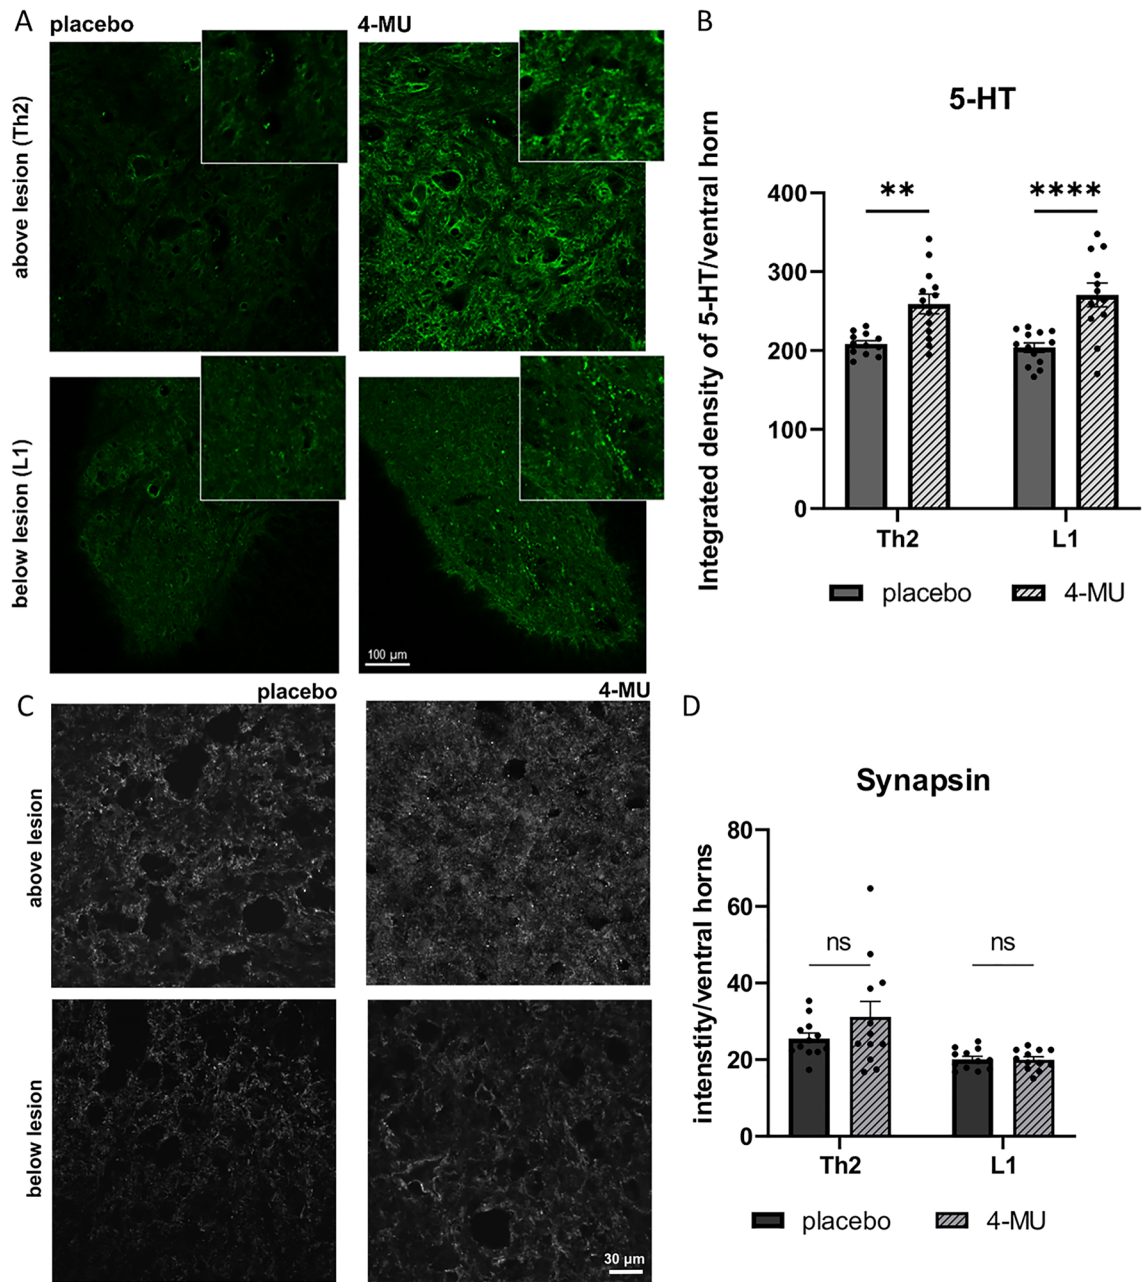 A
placebo
4-MU
above lesion (Th2)
below lesion (L1)
100 µm
B
5-HT
Integrated density of 5-HT/ventral horn
400
300
200
100
0
**
****
Th2
L1
placebo
4-MU
C
placebo
4-MU
above lesion
below lesion
30 µm
D
Synapsin
intenstity/ventral horns
80
60
40
20
0
ns
ns
Th2
L1
placebo
4-MU